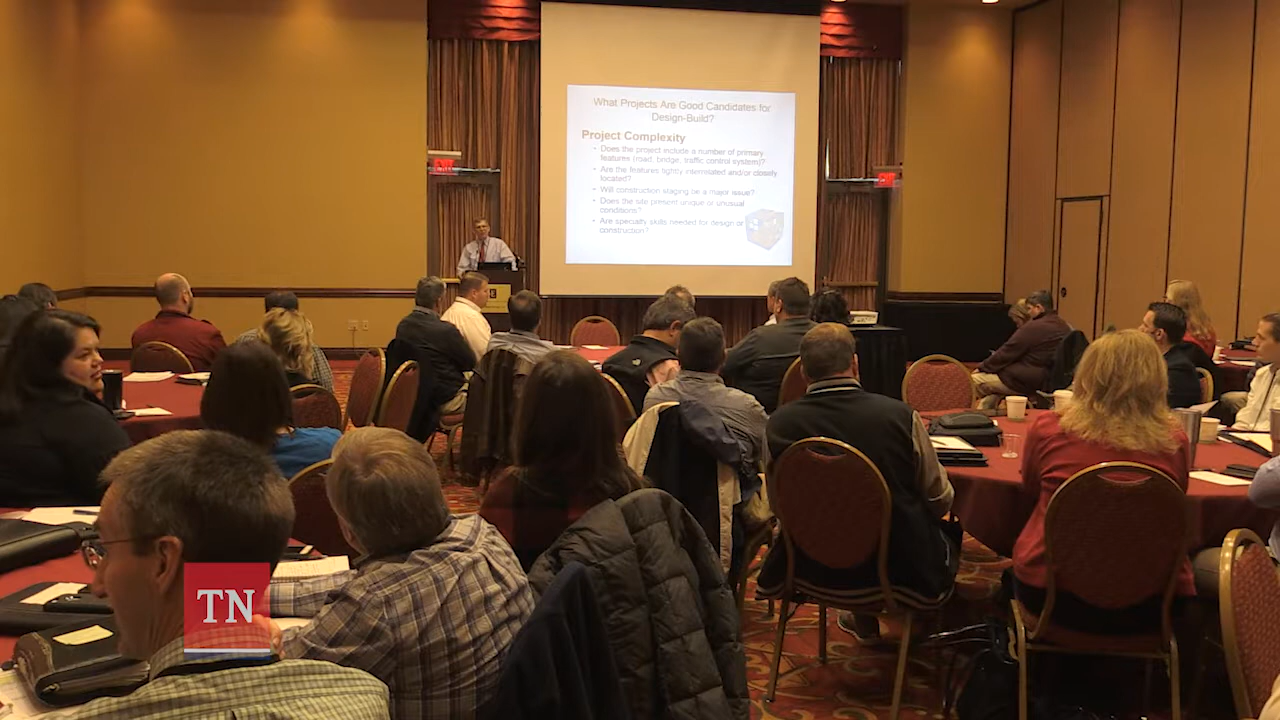 What Projects Are Good Candidates for
Design-Build?
Project Complexity
• Does the project include a number of primary
features (road, bridge, traffic control system)?
• Are the features tightly interrelated and/or closely
located?
• Will construction staging be a major issue?
• Does the site present unique or unusual
conditions?
• Are specialty skills needed for design or
construction?
EXIT
EXIT
TN